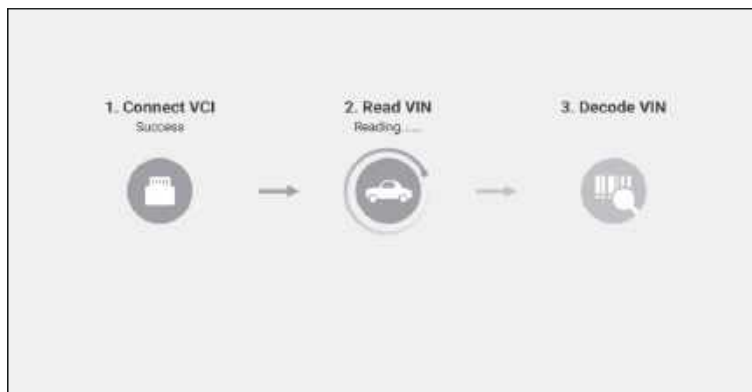 1. Connect VCI
Success
2. Read VIN
Reading......
3. Decode VIN